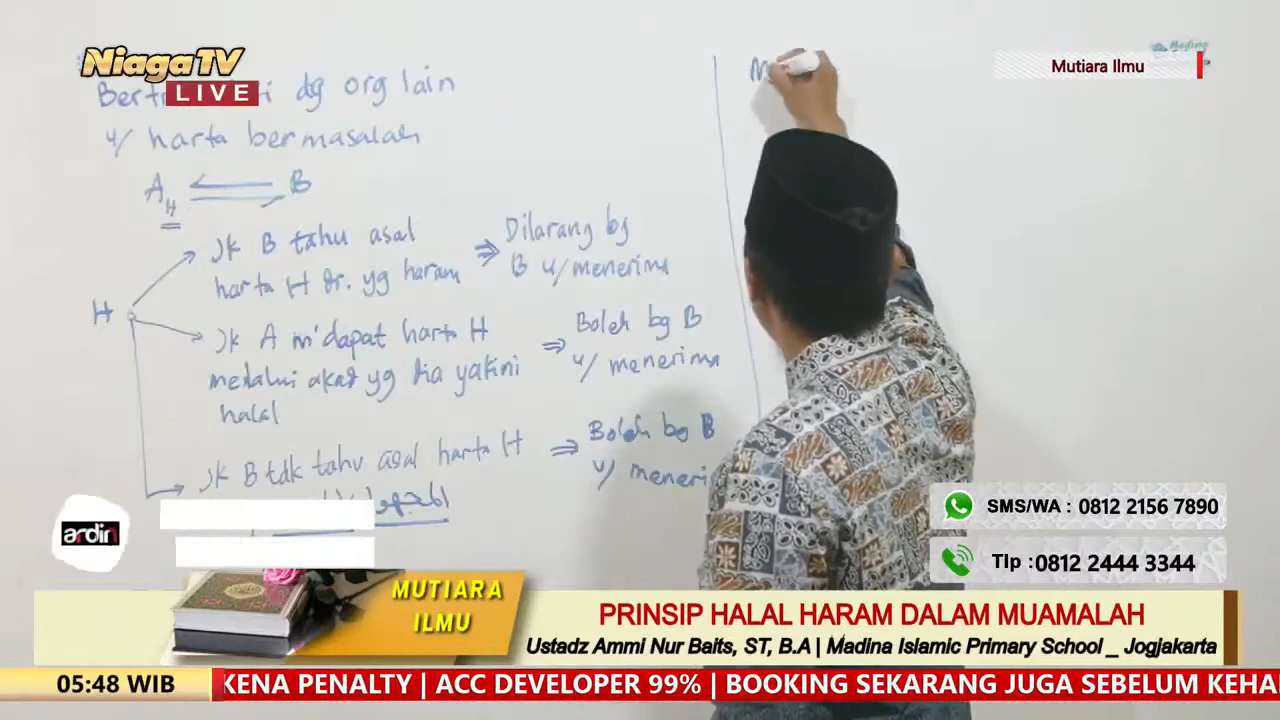 NiagaTV
LIVE
Mutiara Ilmu
Mading
dg org lain
u/ harta bermasalah
A H B
Jk B tahu asal
harta H dr. yg haram
Dilarang bg
B u/ menerima
H
Jk A m'dapat harta H
melalui akad yg dia yakini
halal
Boleh bg B
u/ menerima
Jk B tdk tahu asal harta H
Boleh bg B
u/ meneri
M
ardin
SMS/WA : 0812 2156 7890
Tlp : 0812 2444 3344
MUTIARA
ILMU
PRINSIP HALAL HARAM DALAM MUAMALAH
Ustadz Ammi Nur Baits, ST, B.A | Madina Islamic Primary School _ Jogjakarta
05:48 WIB
KENA PENALTY | ACC DEVELOPER 99% | BOOKING SEKARANG JUGA SEBELUM KEHA